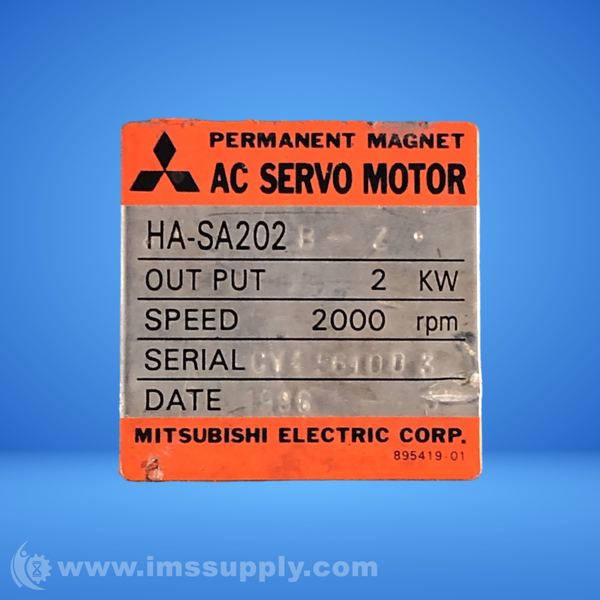 PERMANENT MAGNET
AC SERVO MOTOR
HA-SA202 B-Z
OUT PUT 2 KW
SPEED 2000 rpm
SERIAL
DATE
MITSUBISHI ELECTRIC CORP.
895419-01
www.imssupply.com